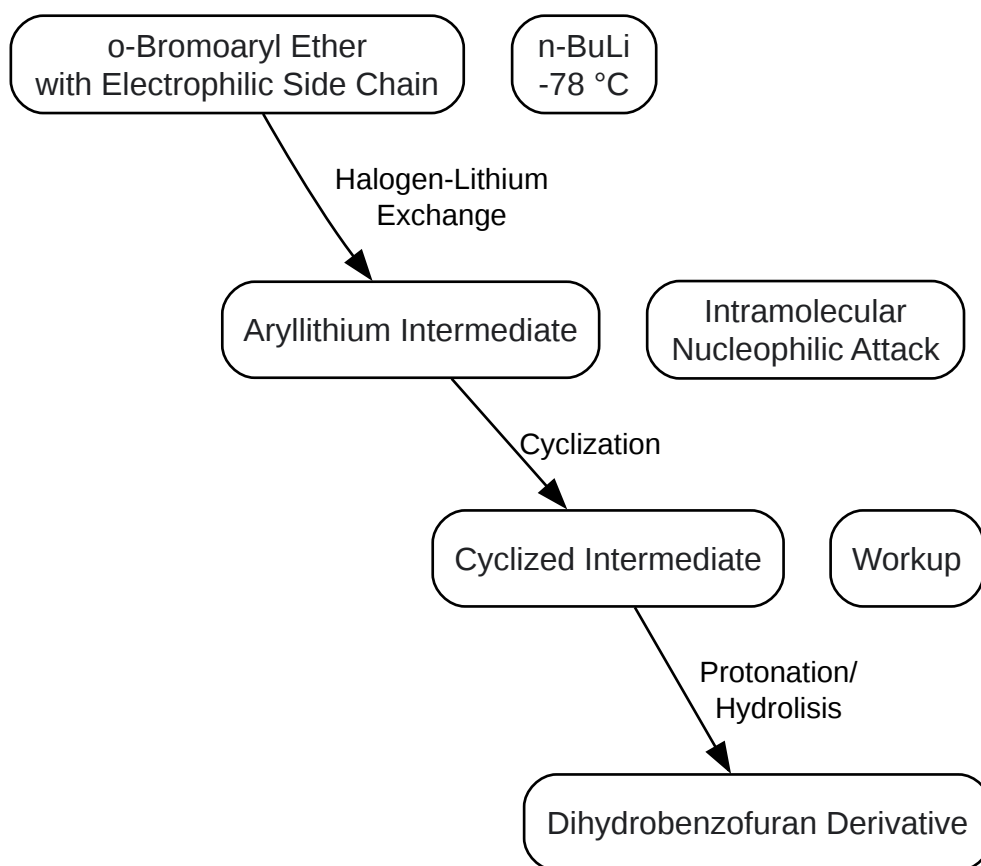 o-Bromoaryl Ether
with Electrophilic Side Chain
n-BuLi
-78 °C
Halogen-Lithium
Exchange
Aryllithium Intermediate
Intramolecular
Nucleophilic Attack
Cyclization
Cyclized Intermediate
Workup
Protonation/
Hydrolisis
Dihydrobenzofuran Derivative